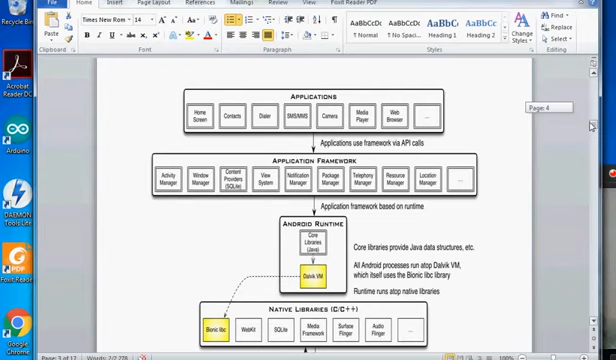 Recycle Bin
Acrobat
Reader DC
Arduino
DAEMON
Tools Lite
Foxit Reader
Google
Chrome
Home
Insert
Page Layout
References
Mailings
Review
View
Foxit Reader PDF
Times New Rom
14
Paste
AaBbCcDc
AaBbCcDc
AaBbC
AaBbCc
¶ Normal
¶ No Spaci...
Heading 1
Heading 2
Change
Styles
Find
Replace
Select
Clipboard
Font
Paragraph
Styles
Editing
Page: 4
APPLICATIONS
Home
Screen
Contacts
Dialer
SMS/MMS
Camera
Media
Player
Web
Browser
...
Applications use framework via API calls
APPLICATION FRAMEWORK
Activity
Manager
Window
Manager
Content
Providers
(SQLite)
View
System
Notification
Manager
Package
Manager
Telephony
Manager
Resource
Manager
Location
Manager
...
Application framework based on runtime
ANDROID RUNTIME
Core
Libraries
(Java)
Dalvik VM
Core libraries provide Java data structures, etc.
All Android processes run atop Dalvik VM,
which itself uses the Bionic libc library
Runtime runs atop native libraries
NATIVE LIBRARIES (C/C++)
Bionic libc
WebKit
SQLite
Media
Framework
Surface
Flinger
Audio
Flinger
...
Page: 3 of 12
Words: 2/2,278
100%